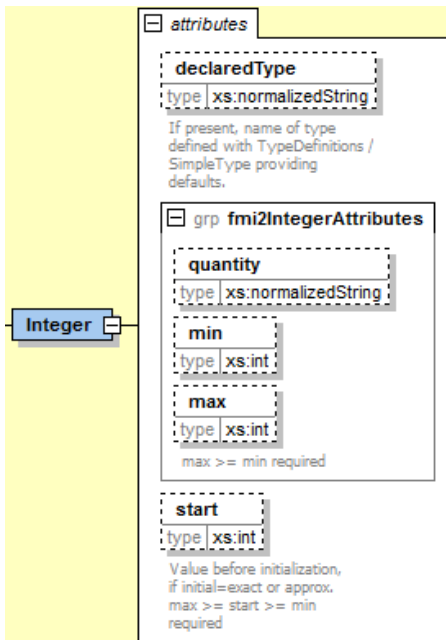 attributes
declaredType
type xs:normalizedString
If present, name of type
defined with TypeDefinitions /
SimpleType providing
defaults.
grp fmi2IntegerAttributes
quantity
type xs:normalizedString
Integer
min
type xs:int
max
type xs:int
max >= min required
start
type xs:int
Value before initialization,
if initial=exact or approx.
max >= start >= min
required